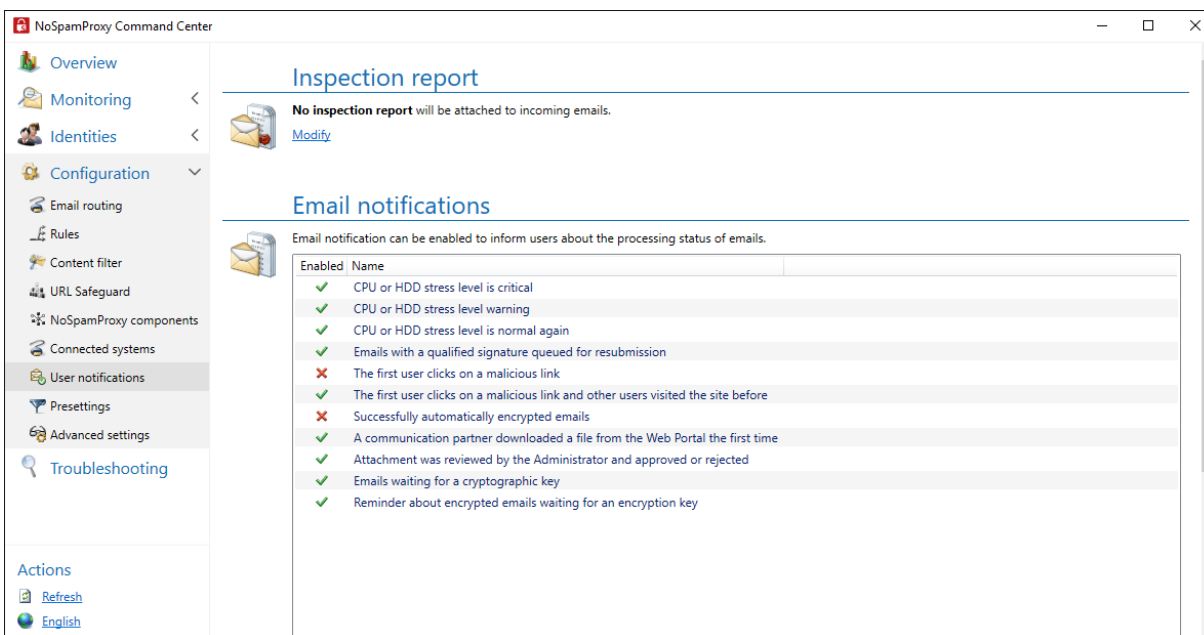 NoSpamProxy Command Center
Overview
Monitoring
Identities
Configuration
Email routing
Rules
Content filter
URL Safeguard
NoSpamProxy components
Connected systems
User notifications
Presettings
Advanced settings
Troubleshooting
Actions
Refresh
English
Inspection report
No inspection report will be attached to incoming emails.
Modify
Email notifications
Email notification can be enabled to inform users about the processing status of emails.
Enabled Name
CPU or HDD stress level is critical
CPU or HDD stress level warning
CPU or HDD stress level is normal again
Emails with a qualified signature queued for resubmission
The first user clicks on a malicious link
The first user clicks on a malicious link and other users visited the site before
Successfully automatically encrypted emails
A communication partner downloaded a file from the Web Portal the first time
Attachment was reviewed by the Administrator and approved or rejected
Emails waiting for a cryptographic key
Reminder about encrypted emails waiting for an encryption key